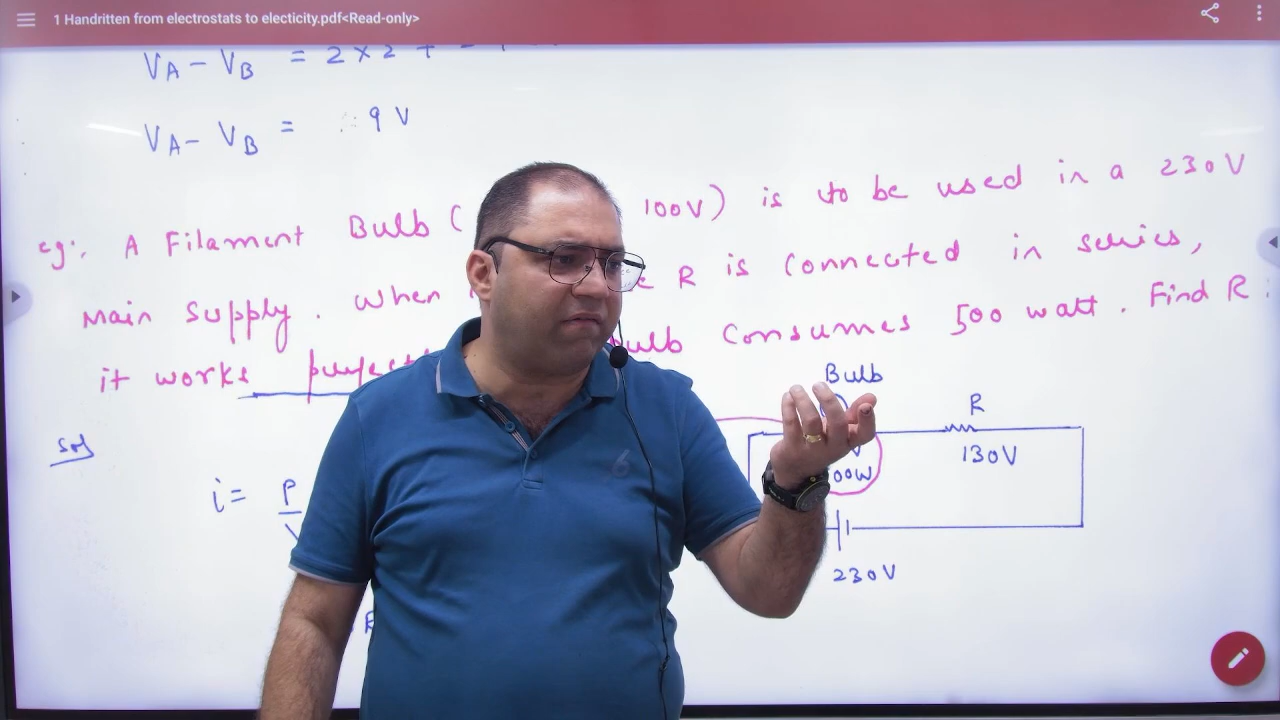 1 Handritten from electrostats to electicity.pdf<Read-only>
VA - VB = 2 × 2 +
VA - VB = 9 V
eg: A Filament Bulb ( 100V) is to be used in a 230V
main supply. When R is connected in series,
it works consumes 500 watt. Find R.
Sol
Bulb
R
130V
i = P
230V